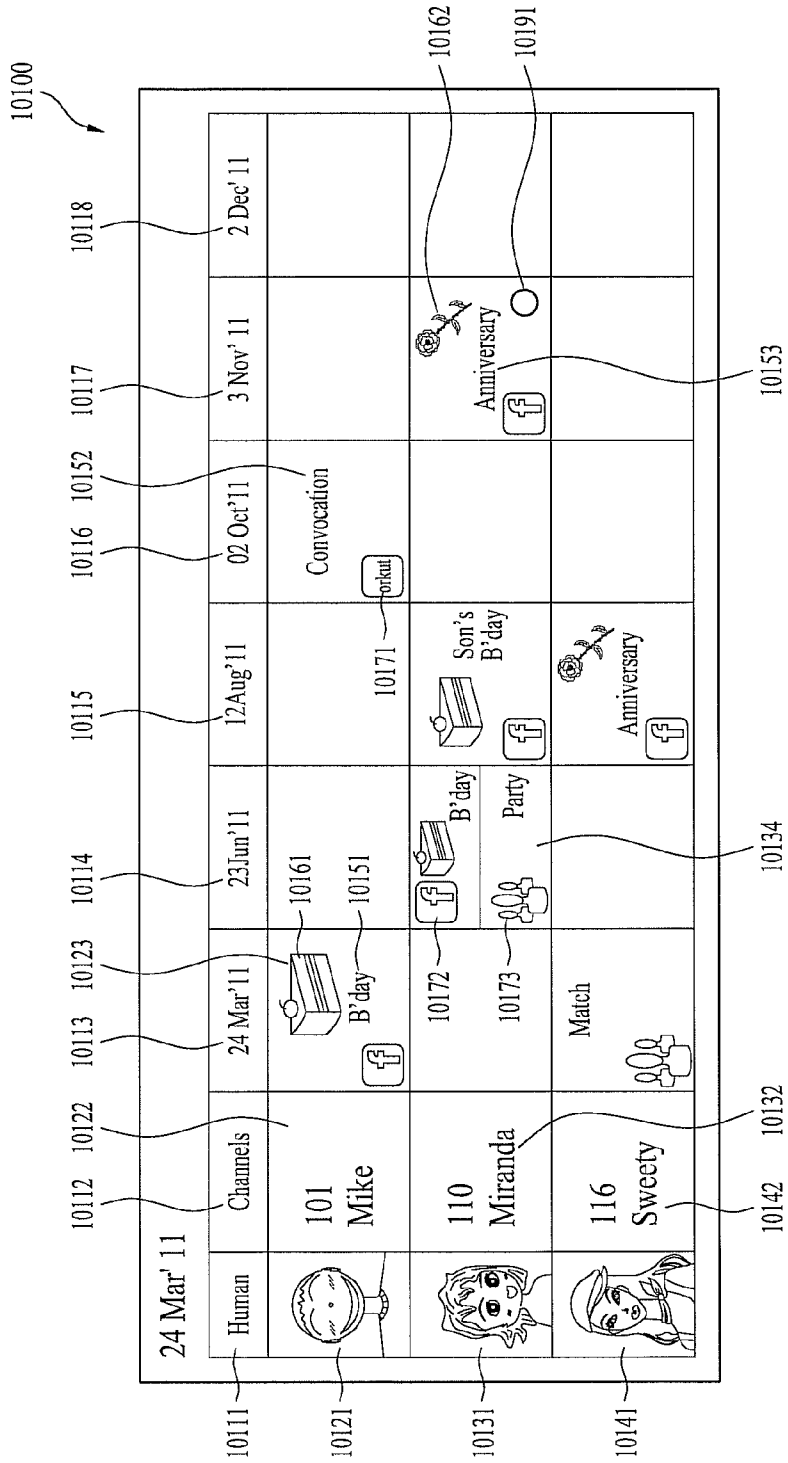 10100
24 Mar' 11
10111
10112
10113
10123
10114
10115
10116
10152
10117
10118
Human
Channels
24 Mar'11
23Jun'11
12Aug'11
02 Oct'11
3 Nov' 11
2 Dec' 11
10121
101
Mike
10122
B'day
f
10161
10151
Convocation
orkut
10171
10162
10131
110
Miranda
10132
f
B'day
10172
Party
10173
10134
Son's
B'day
f
Anniversary
f
10191
10153
10141
116
Sweety
10142
Match
Anniversary
f